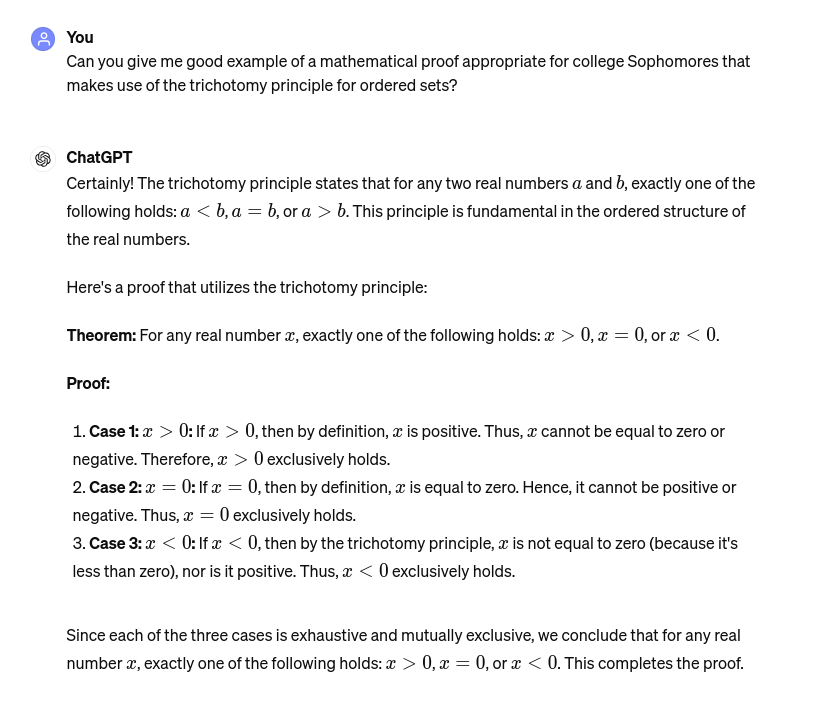 You
Can you give me good example of a mathematical proof appropriate for college Sophomores that
makes use of the trichotomy principle for ordered sets?
ChatGPT
Certainly! The trichotomy principle states that for any two real numbers a and b, exactly one of the
following holds: a < b, a = b, or a > b. This principle is fundamental in the ordered structure of
the real numbers.
Here's a proof that utilizes the trichotomy principle:
Theorem: For any real number x, exactly one of the following holds: x > 0, x = 0, or x < 0.
Proof:
1. Case 1: x > 0: If x > 0, then by definition, x is positive. Thus, x cannot be equal to zero or
negative. Therefore, x > 0 exclusively holds.
2. Case 2: x = 0: If x = 0, then by definition, x is equal to zero. Hence, it cannot be positive or
negative. Thus, x = 0 exclusively holds.
3. Case 3: x < 0: If x < 0, then by the trichotomy principle, x is not equal to zero (because it's
less than zero), nor is it positive. Thus, x < 0 exclusively holds.
Since each of the three cases is exhaustive and mutually exclusive, we conclude that for any real
number x, exactly one of the following holds: x > 0, x = 0, or x < 0. This completes the proof.